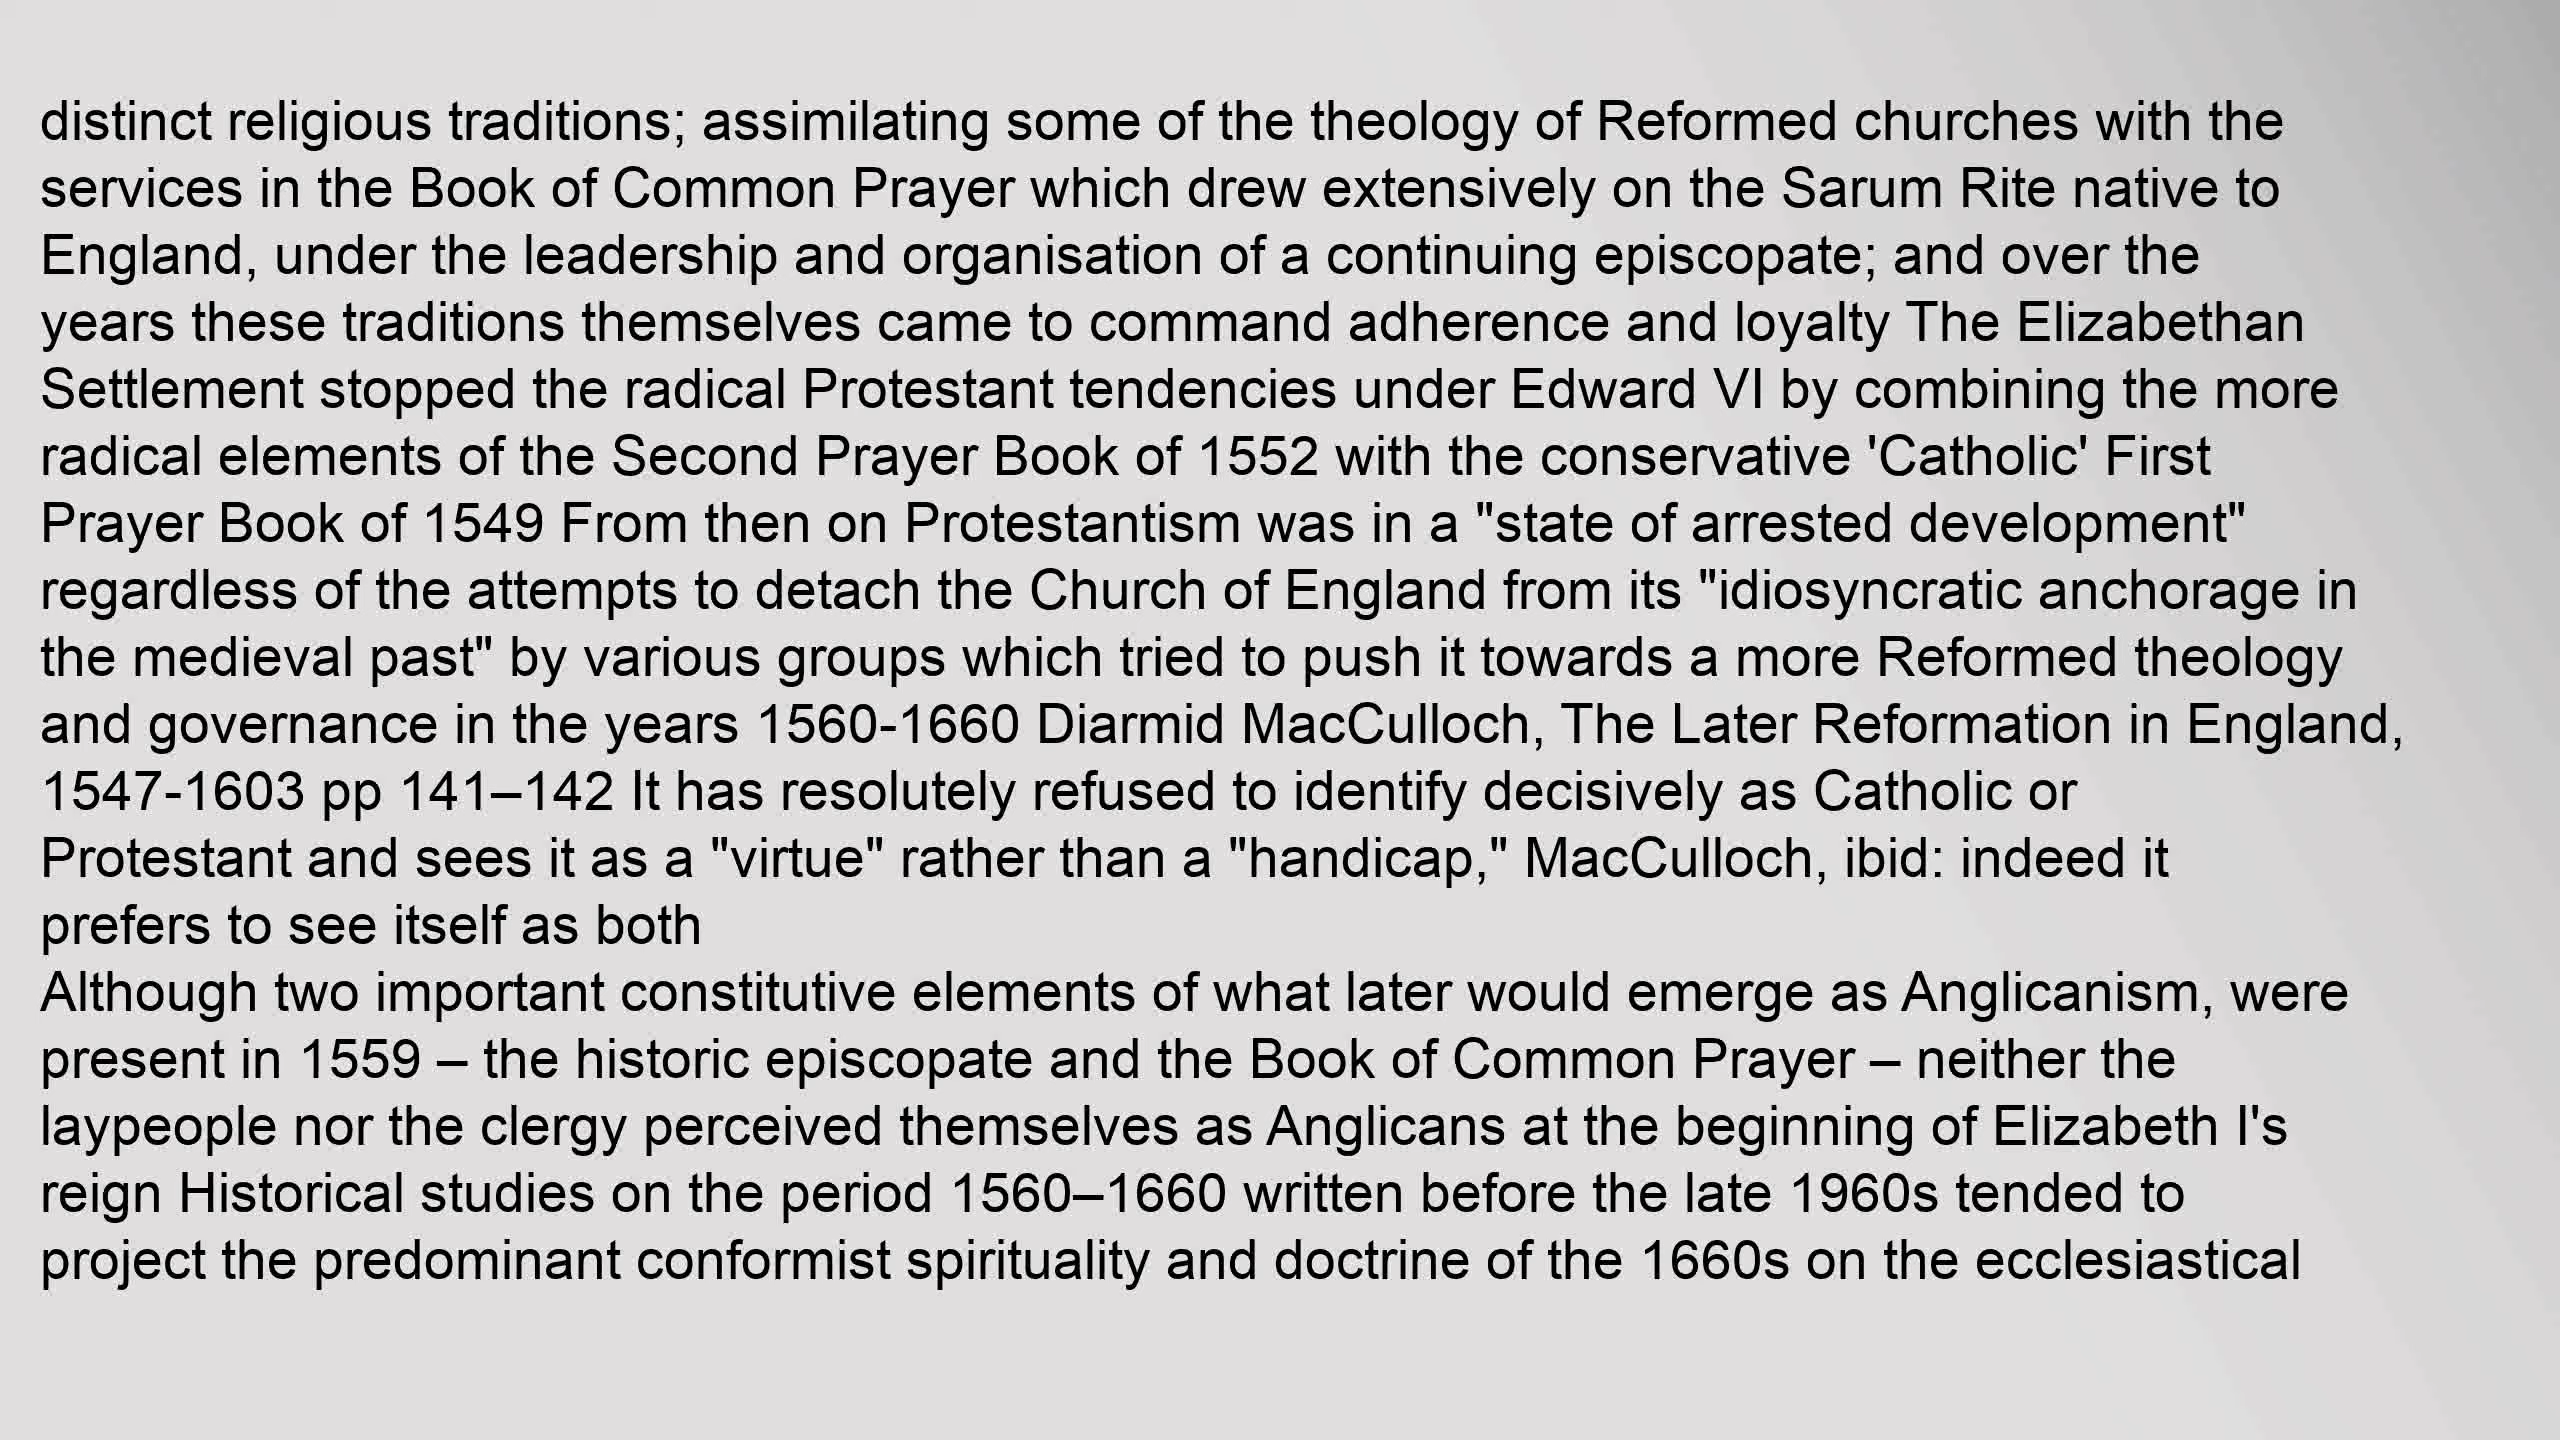 distinct religious traditions; assimilating some of the theology of Reformed churches with the
services in the Book of Common Prayer which drew extensively on the Sarum Rite native to
England, under the leadership and organisation of a continuing episcopate; and over the
years these traditions themselves came to command adherence and loyalty The Elizabethan
Settlement stopped the radical Protestant tendencies under Edward VI by combining the more
radical elements of the Second Prayer Book of 1552 with the conservative 'Catholic' First
Prayer Book of 1549 From then on Protestantism was in a "state of arrested development"
regardless of the attempts to detach the Church of England from its "idiosyncratic anchorage in
the medieval past" by various groups which tried to push it towards a more Reformed theology
and governance in the years 1560-1660 Diarmid MacCulloch, The Later Reformation in England,
1547-1603 pp 141–142 It has resolutely refused to identify decisively as Catholic or
Protestant and sees it as a "virtue" rather than a "handicap," MacCulloch, ibid: indeed it
prefers to see itself as both
Although two important constitutive elements of what later would emerge as Anglicanism, were
present in 1559 – the historic episcopate and the Book of Common Prayer – neither the
laypeople nor the clergy perceived themselves as Anglicans at the beginning of Elizabeth I's
reign Historical studies on the period 1560–1660 written before the late 1960s tended to
project the predominant conformist spirituality and doctrine of the 1660s on the ecclesiastical